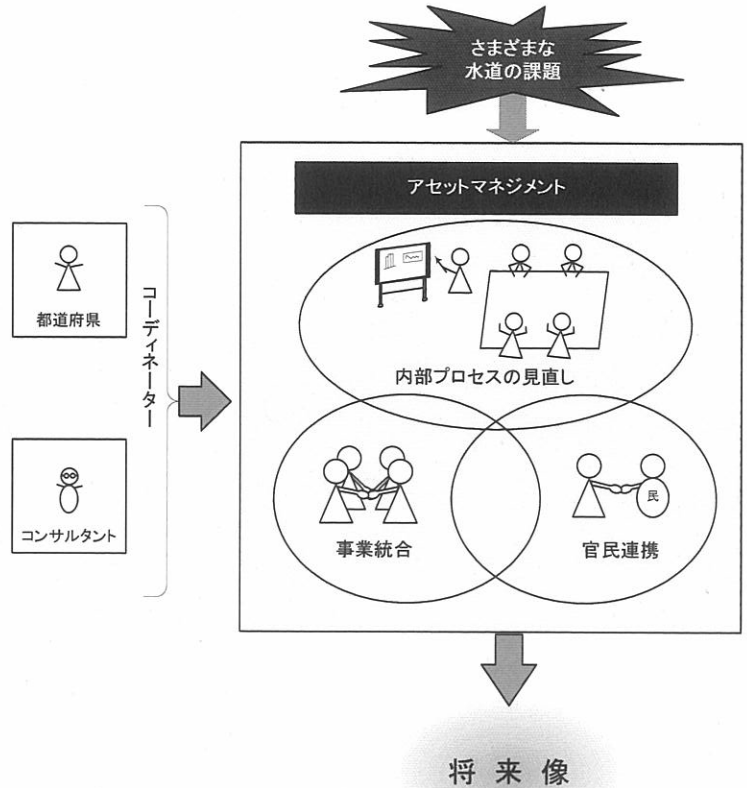 さまざまな
水道の課題
アセットマネジメント
都道府県
コーディネーター
コンサルタント
内部プロセスの見直し
事業統合
官民連携
民
将来像